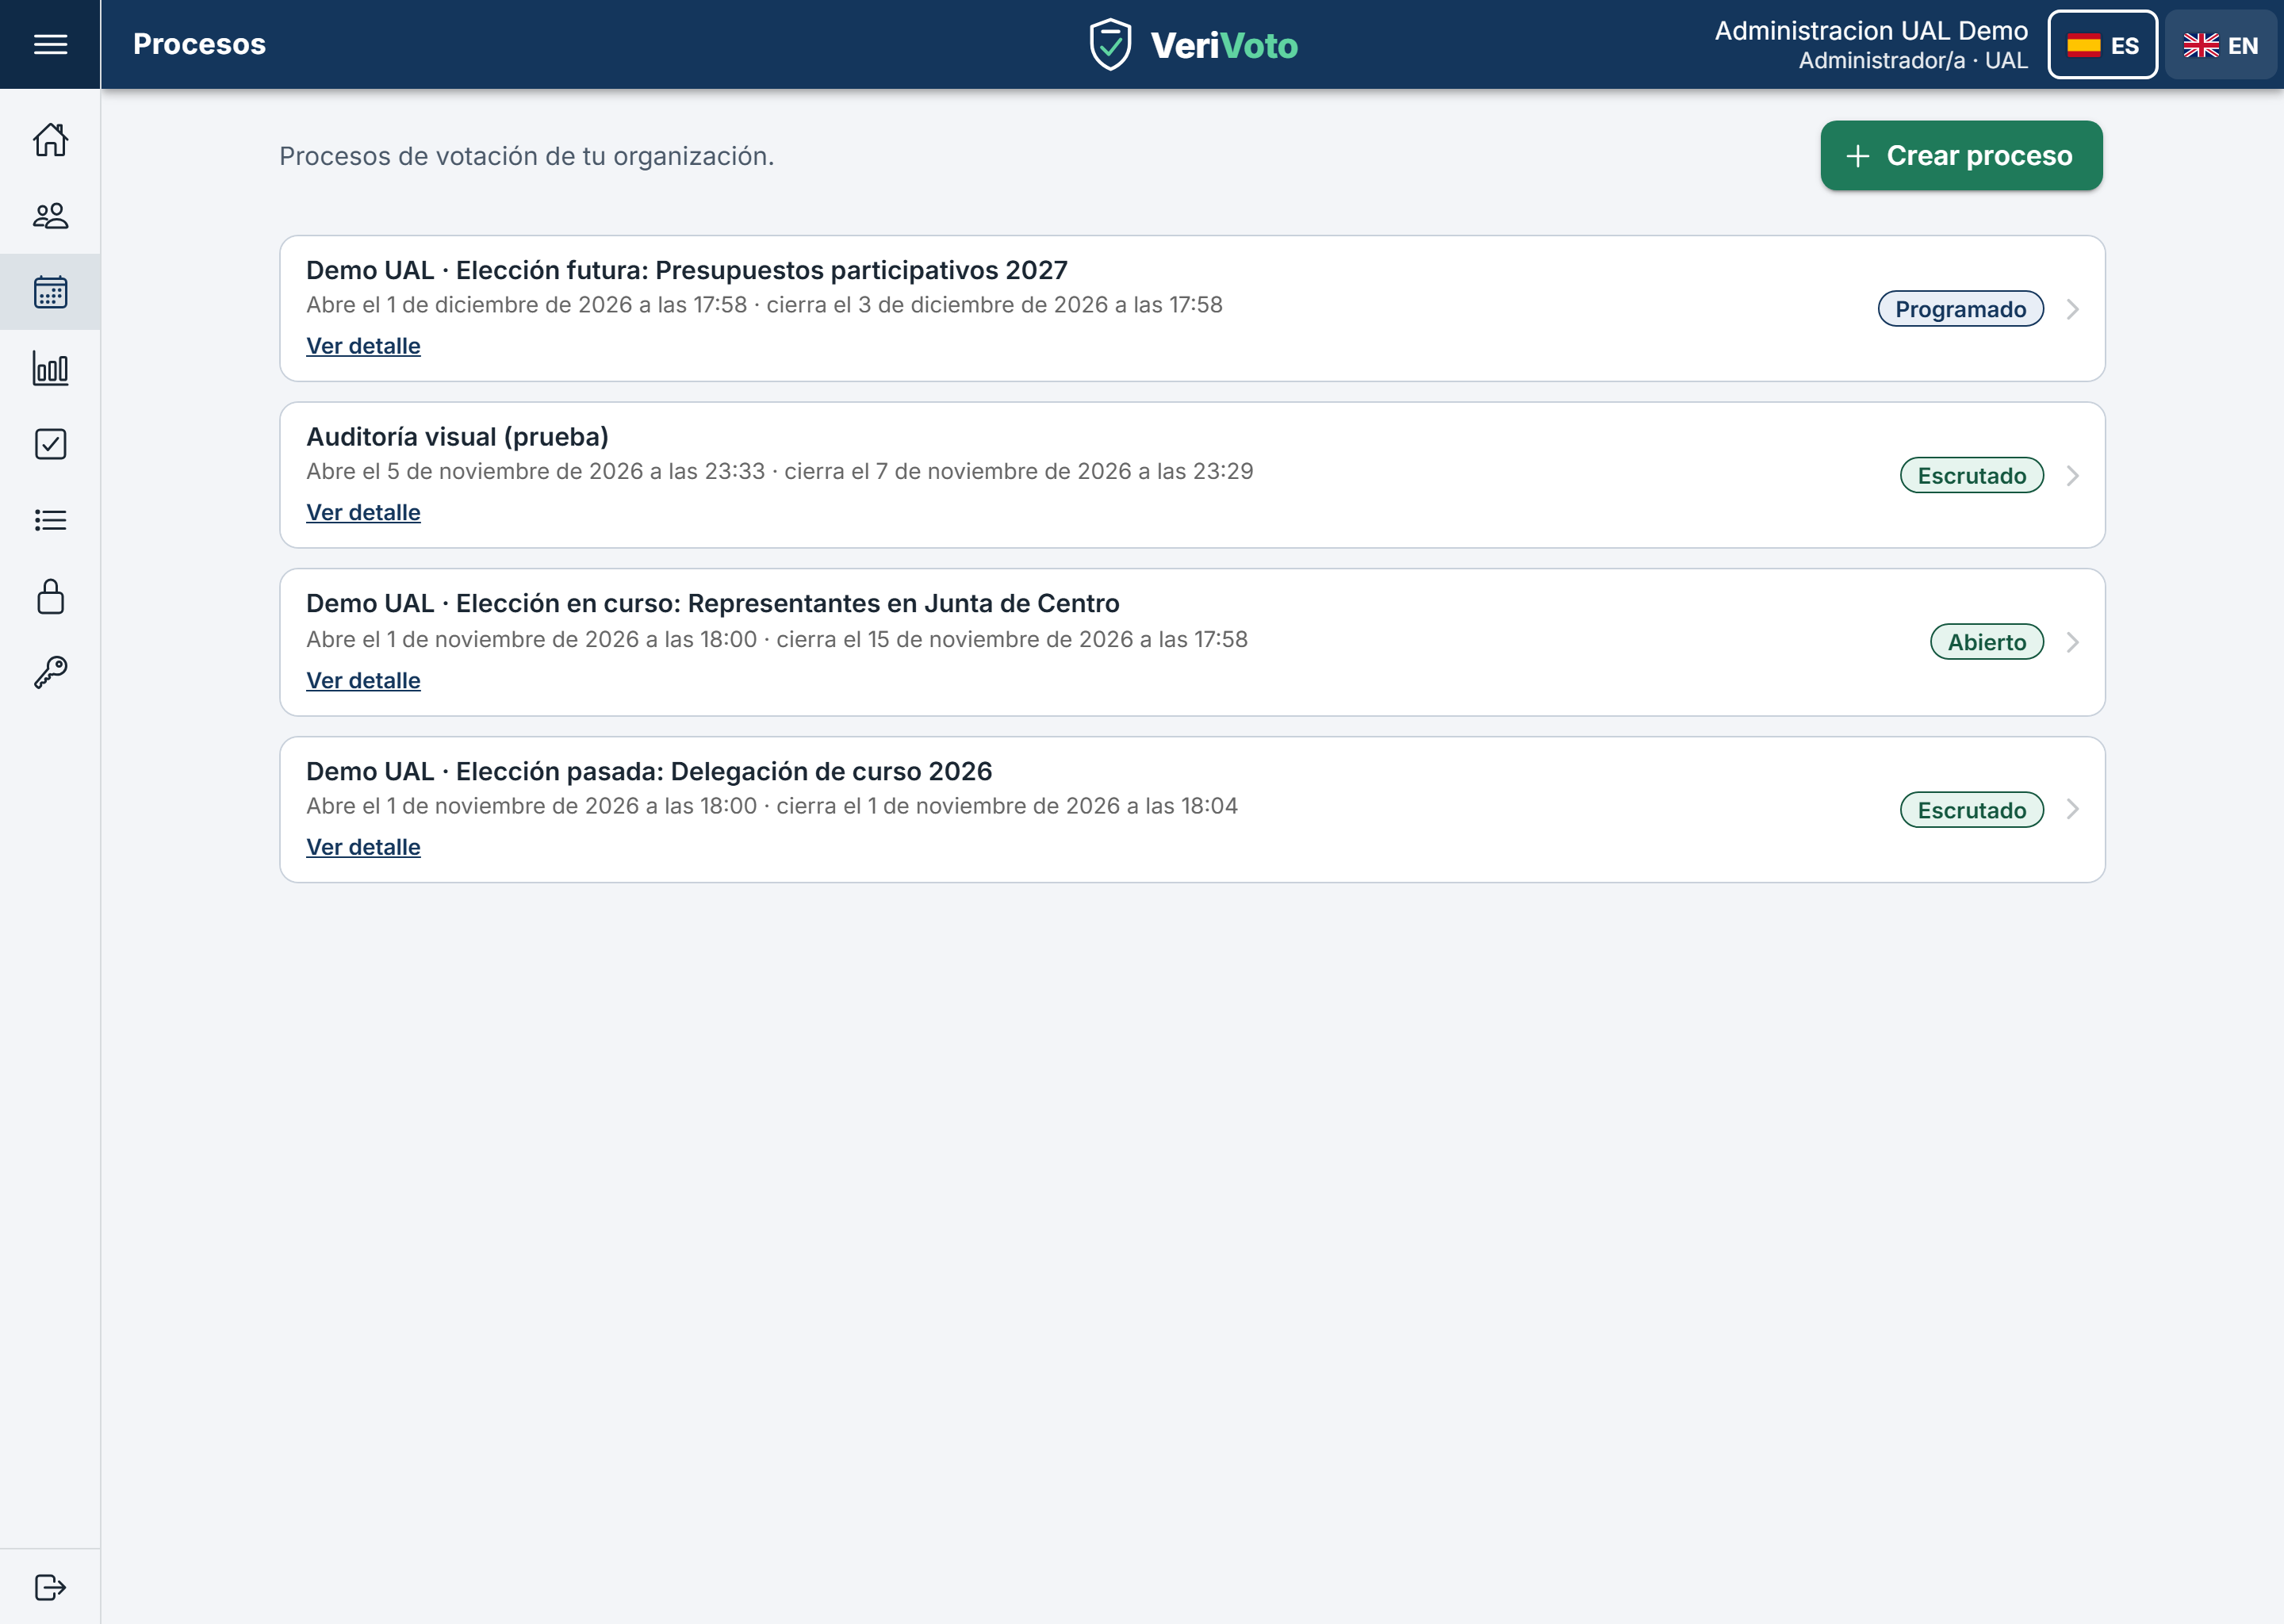 Procesos
VeriVoto
Administracion UAL Demo
Administrador/a · UAL
ES
EN
Procesos de votación de tu organización.
Crear proceso
Demo UAL · Elección futura: Presupuestos participativos 2027
Abre el 1 de diciembre de 2026 a las 17:58 · cierra el 3 de diciembre de 2026 a las 17:58
Programado
Ver detalle
Auditoría visual (prueba)
Abre el 5 de noviembre de 2026 a las 23:33 · cierra el 7 de noviembre de 2026 a las 23:29
Escrutado
Ver detalle
Demo UAL · Elección en curso: Representantes en Junta de Centro
Abre el 1 de noviembre de 2026 a las 18:00 · cierra el 15 de noviembre de 2026 a las 17:58
Abierto
Ver detalle
Demo UAL · Elección pasada: Delegación de curso 2026
Abre el 1 de noviembre de 2026 a las 18:00 · cierra el 1 de noviembre de 2026 a las 18:04
Escrutado
Ver detalle